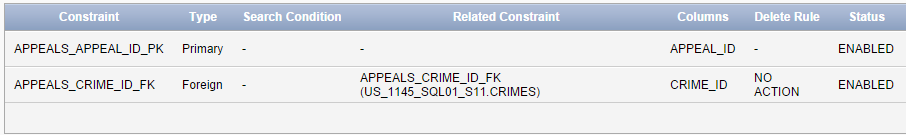 Constraint Type Search Condition Related Constraint Columns Delete Rule Status
APPEALS_APPEAL_ID_PK Primary - - APPEAL_ID - ENABLED
APPEALS_CRIME_ID_FK Foreign - APPEALS_CRIME_ID_FK (US_1145_SQL01_S11.CRIMES) CRIME_ID NO ACTION ENABLED